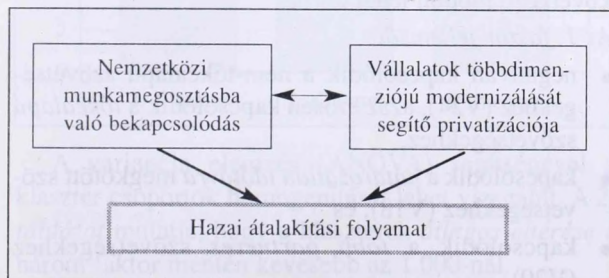 Nemzetközi
munkamegosztásba
való bekapcsolódás
Vállalatok többdimen-
ziójú modernizálását
segítő privatizációja
Hazai átalakítási folyamat